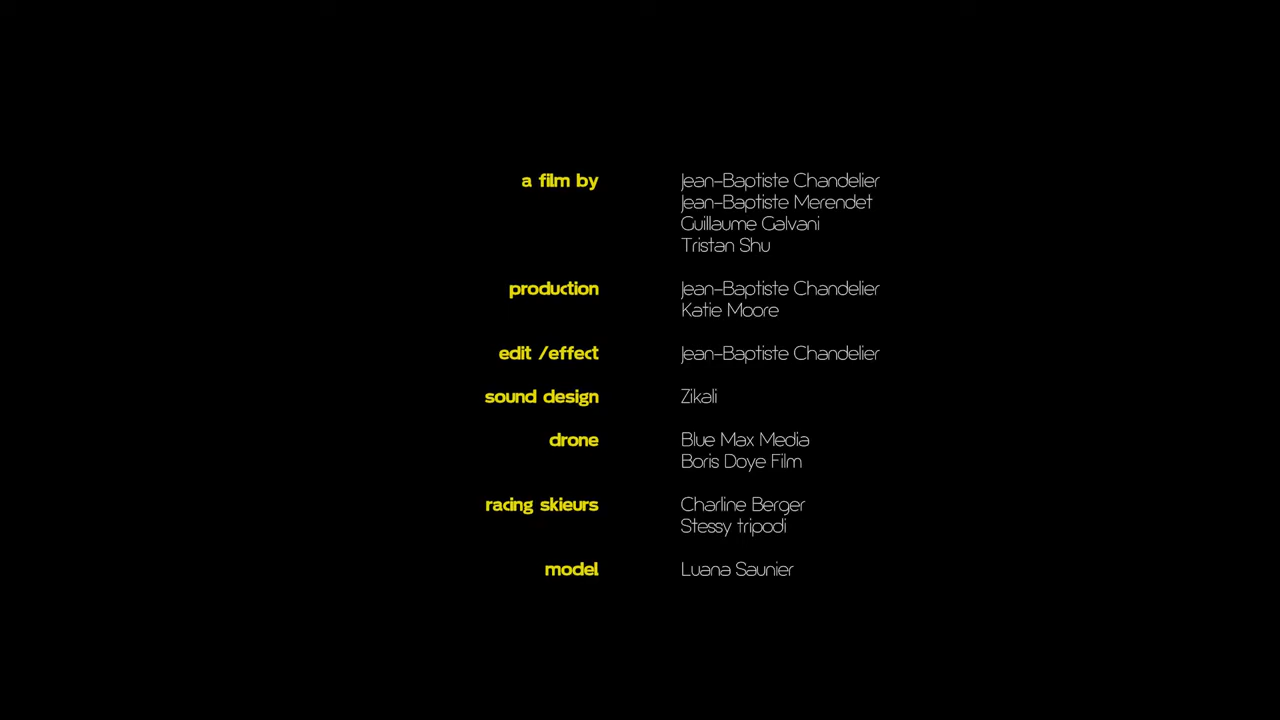 a film by Jean-Baptiste Chandelier
Jean-Baptiste Merendet
Guillaume Galvani
Tristan Shu
production Jean-Baptiste Chandelier
Katie Moore
edit /effect Jean-Baptiste Chandelier
sound design Zikali
drone Blue Max Media
Boris Doye Film
racing skieurs Charline Berger
Stessy tripodi
model Luana Saunier